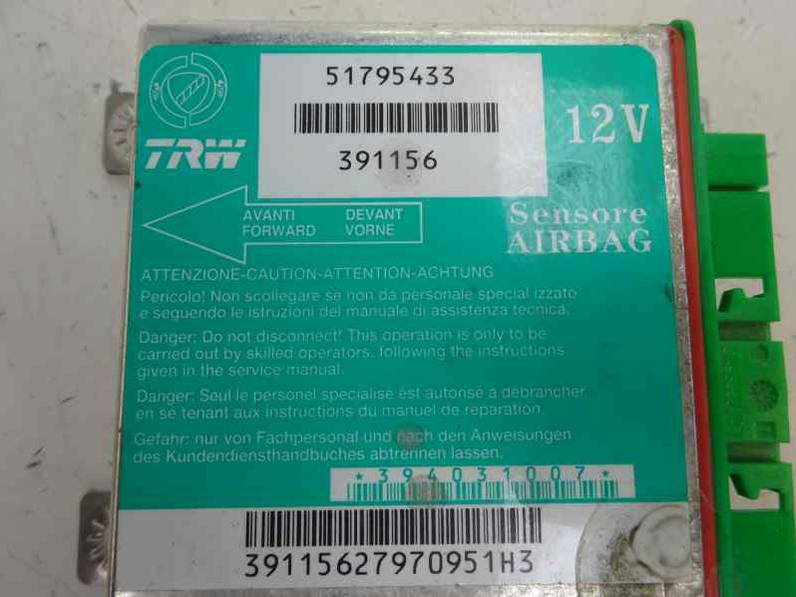 51795433
391156
12V
TRW
AVANTI DEVANT
FORWARD VORNE
Sensore
AIRBAG
ATTENZIONE-CAUTION-ATTENTION-ACHTUNG
Pericolo! Non scollegare se non da personale special izzato
e seguendo le istruzioni del manuale di assistenza tecnica.
Danger: Do not disconnect! This operation is only to be
carried out by skilled operators, following the instructions
given in the service manual.
Danger: Seul le personel specialisé est autorisé à debrancher
en se tenant aux instructions du manuel de reparation.
Gefahr: nur von Fachpersonal und nach den Anweisungen
des Kundendiensthandbuches abtrennen lassen.
*394031007*
39115627970951H3